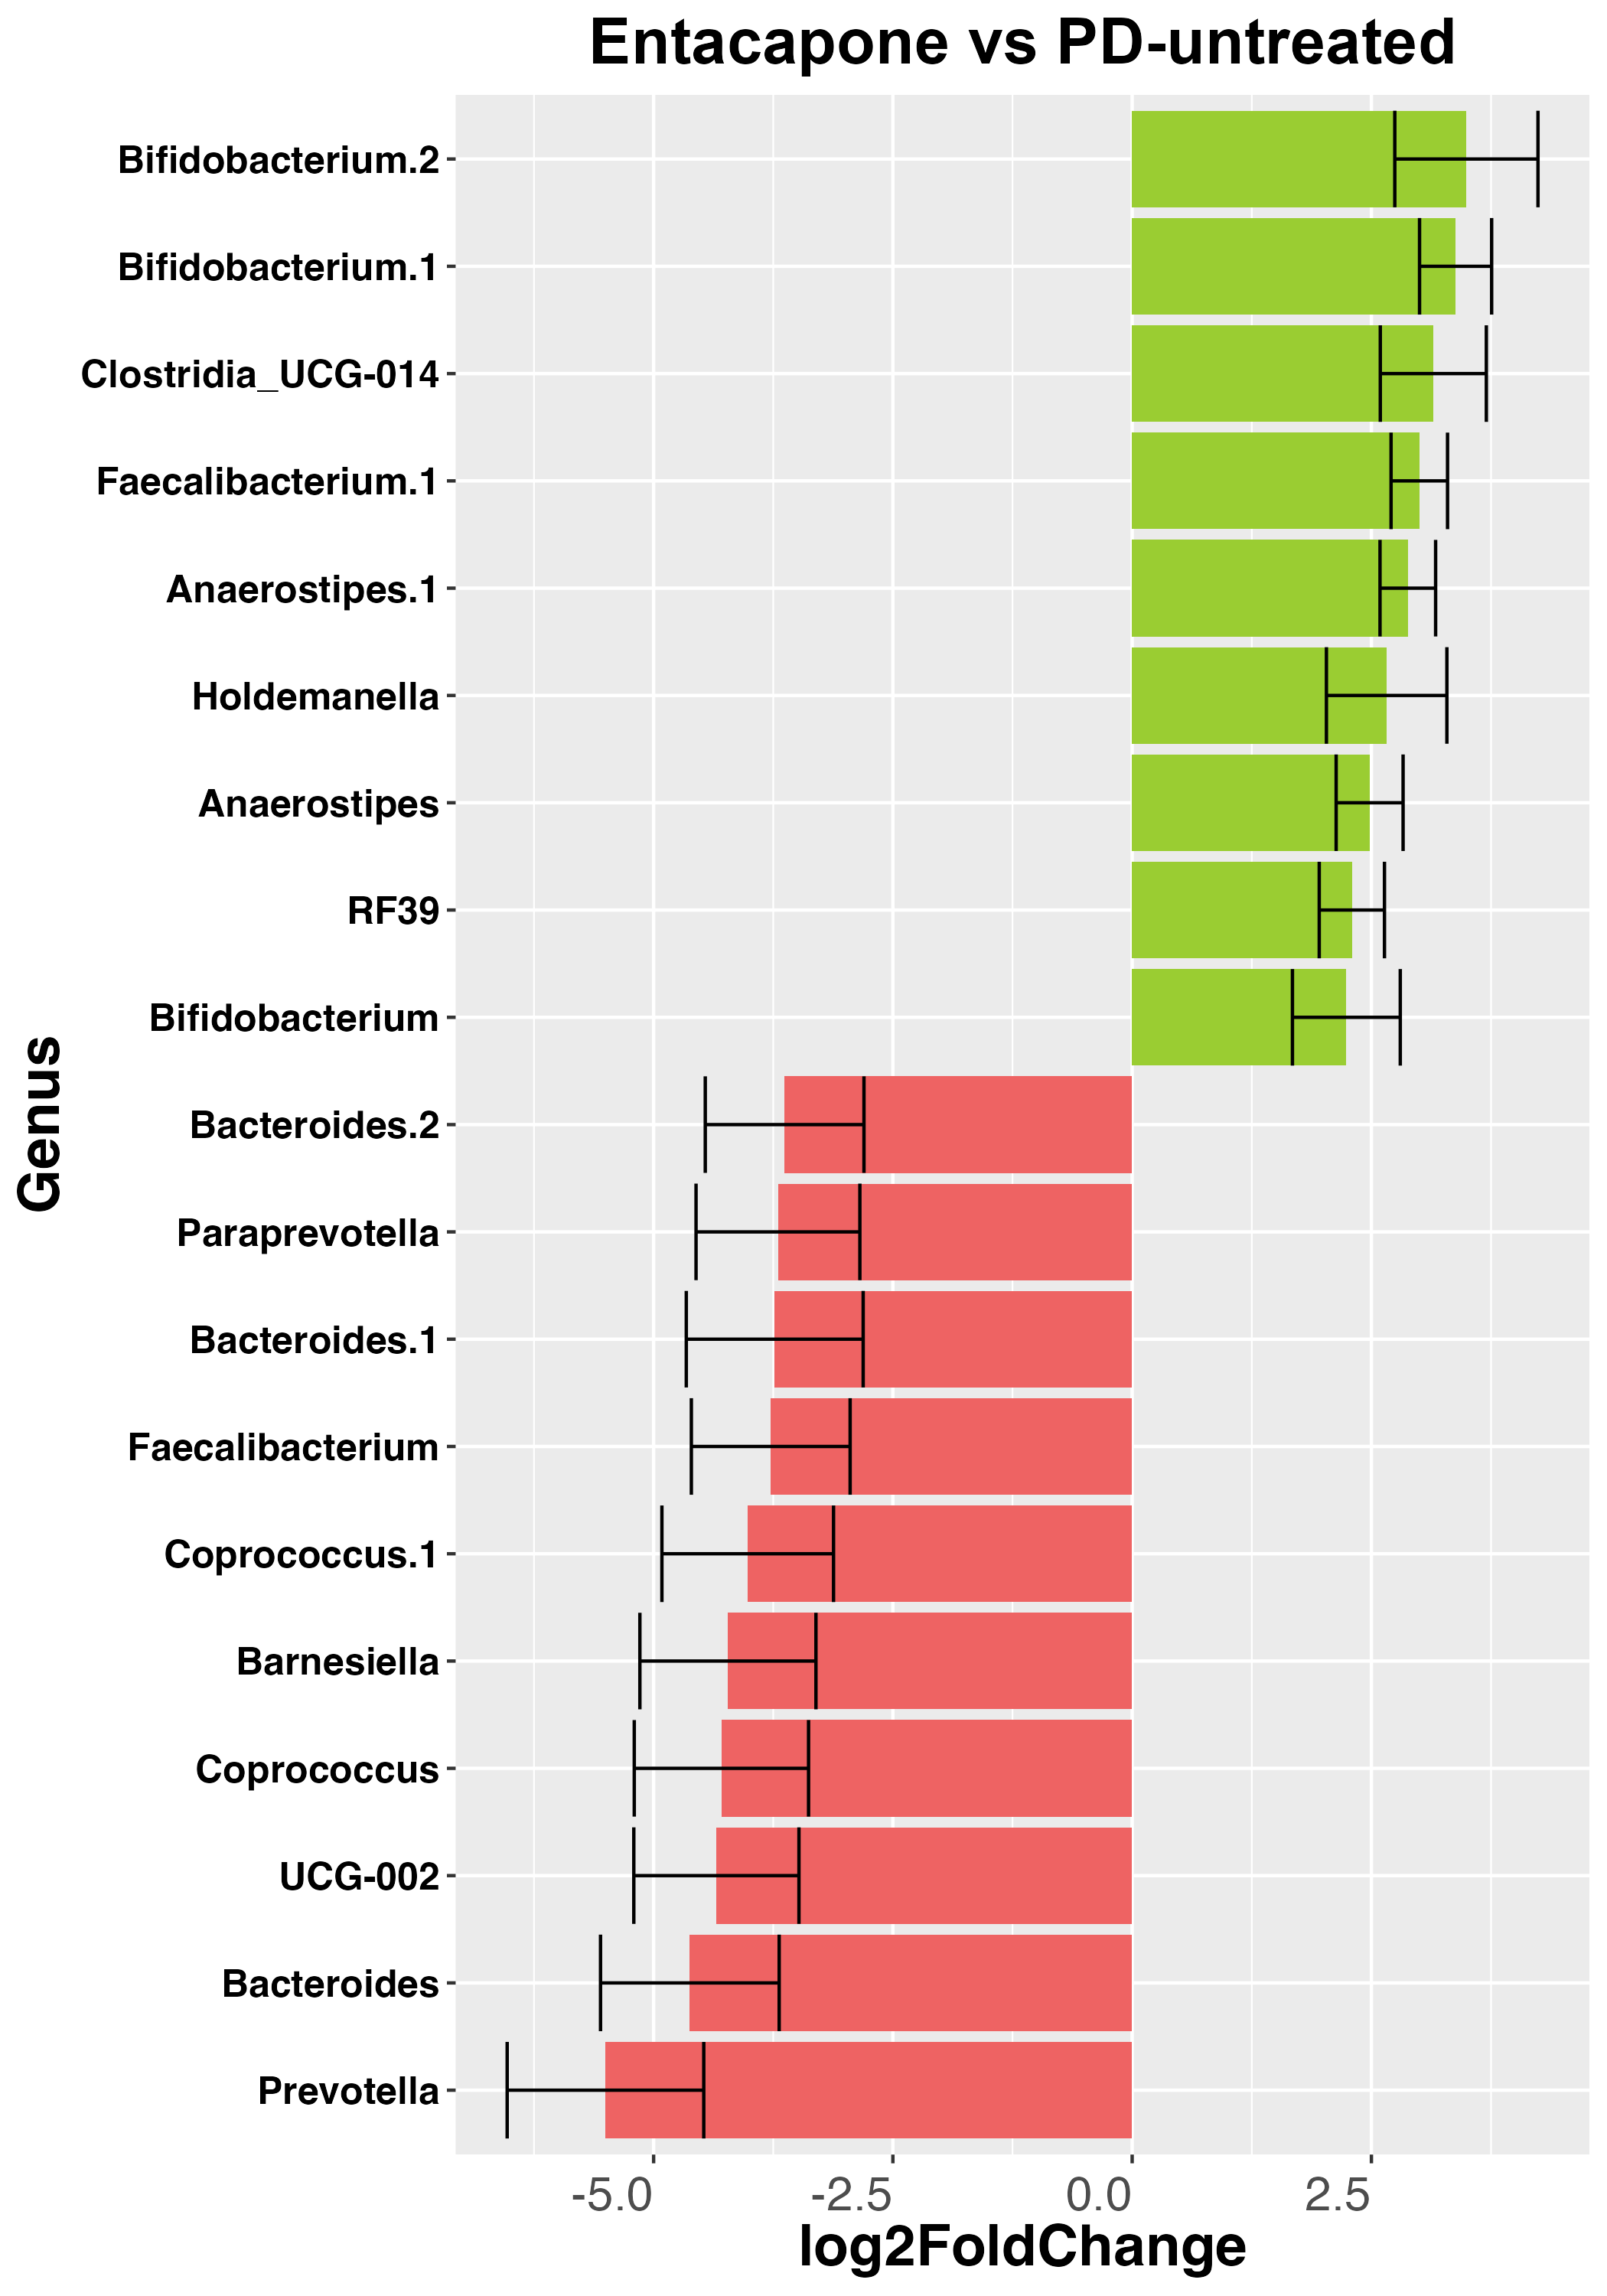 Entacapone vs PD-untreated
Bifidobacterium.2
Bifidobacterium.1
Clostridia_UCG-014
Faecalibacterium.1
Anaerostipes.1
Holdemanella
Anaerostipes
RF39
Bifidobacterium
Bacteroides.2
Paraprevotella
Bacteroides.1
Faecalibacterium
Coprococcus.1
Barnesiella
Coprococcus
UCG-002
Bacteroides
Prevotella
Genus
-5.0 -2.5 0.0 2.5
log2FoldChange